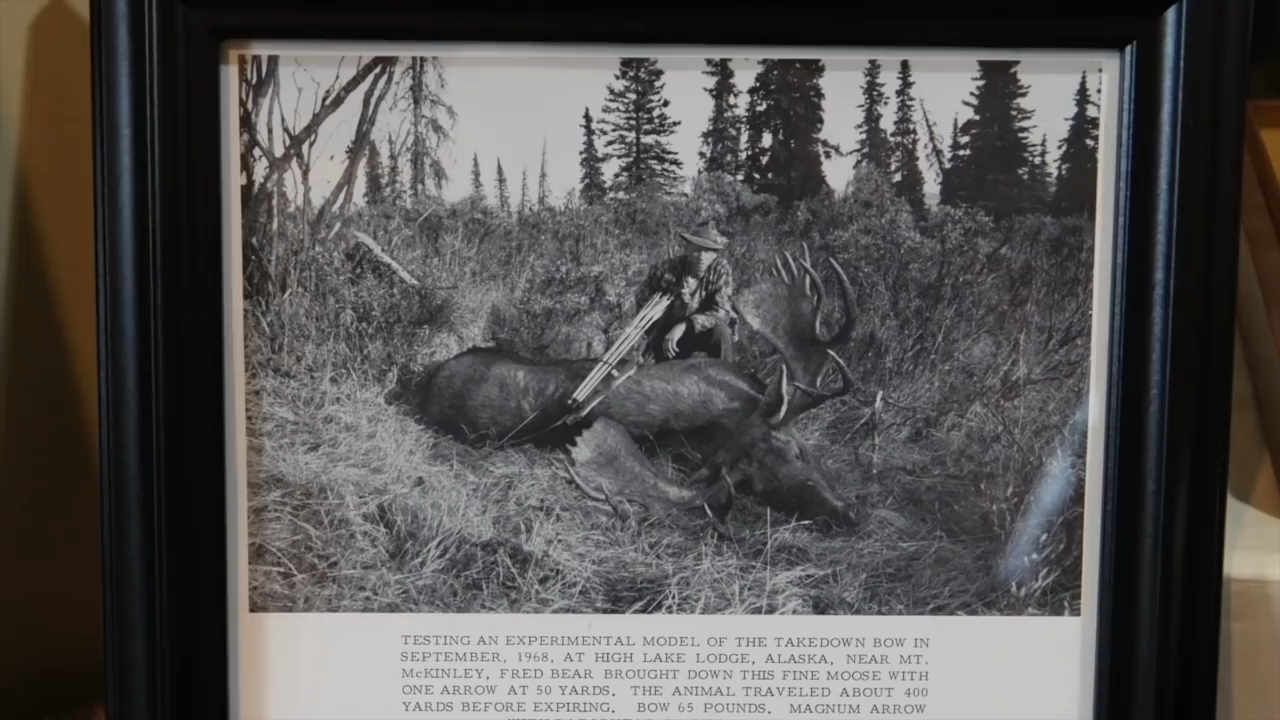 TESTING AN EXPERIMENTAL MODEL OF THE TAKEDOWN BOW IN
SEPTEMBER, 1968, AT HIGH LAKE LODGE, ALASKA, NEAR MT.
McKINLEY, FRED BEAR BROUGHT DOWN THIS FINE MOOSE WITH
ONE ARROW AT 50 YARDS. THE ANIMAL TRAVELED ABOUT 400
YARDS BEFORE EXPIRING. BOW 65 POUNDS. MAGNUM ARROW